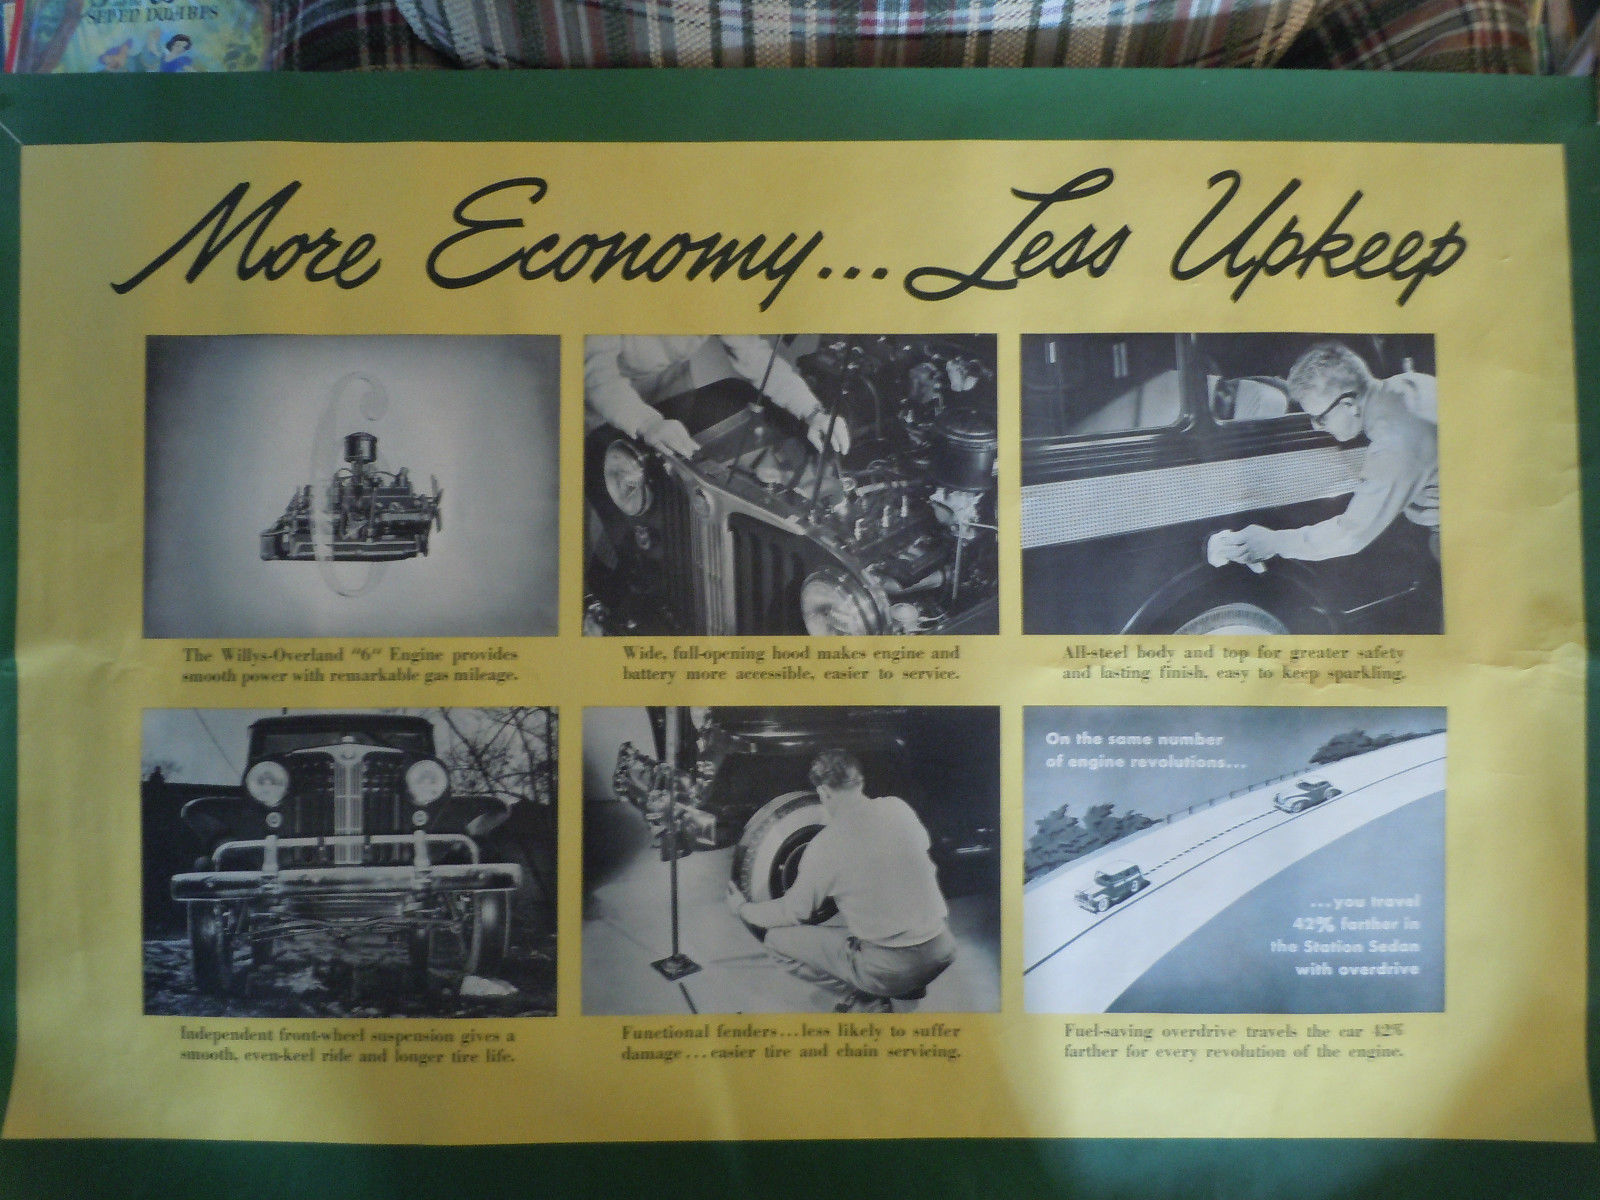 SEVEN DWARFS
More Economy... Less Upkeep
The Willys-Overland "6" Engine provides
smooth power with remarkable gas mileage.
Wide, full-opening hood makes engine and
battery more accessible, easier to service.
All-steel body and top for greater safety
and lasting finish, easy to keep sparkling.
On the same number
of engine revolutions...
...you travel
42% farther in
the Station Sedan
with overdrive
Independent front-wheel suspension gives a
smooth, even-keel ride and longer tire life.
Functional fenders...less likely to suffer
damage...easier tire and chain servicing.
Fuel-saving overdrive travels the car 42%
farther for every revolution of the engine.